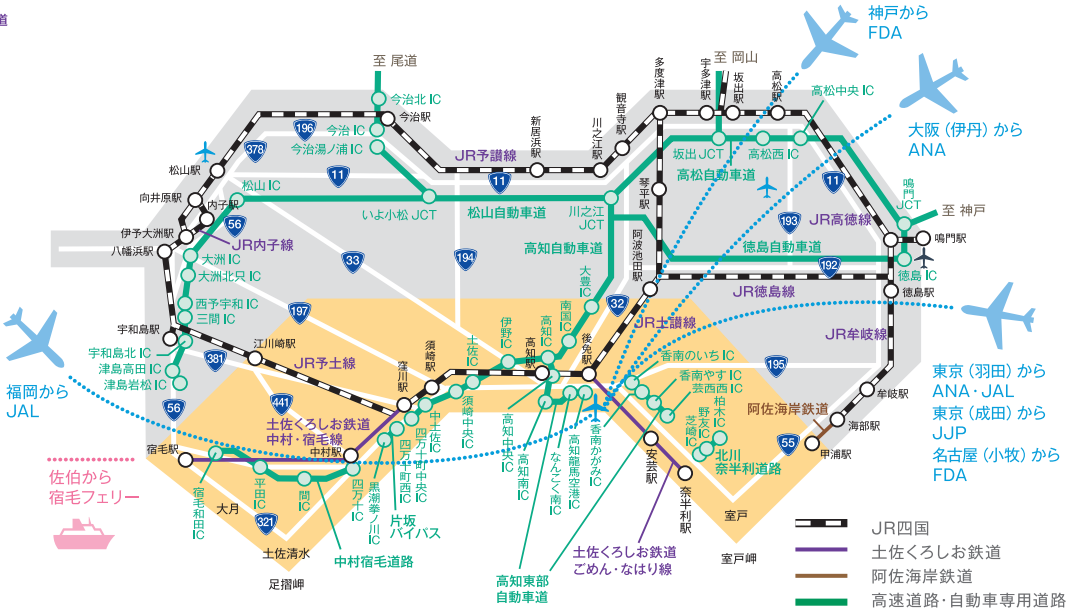 道
神戸から
FDA
至 尾道
至 岡山
多度津駅
宇多津駅
坂出駅
高松駅
高松中央 IC
今治北 IC
今治駅
196
今治 IC
今治湯ノ浦 IC
378
観音寺駅
新居浜駅
川之江駅
JR予讃線
11
坂出 JCT
高松西 IC
高松自動車道
大阪（伊丹）から
ANA
松山駅
向井原駅
松山 IC
11
内子駅
56
いよ小松 JCT
松山自動車道
川之江
JCT
琴平駅
11
193
JR高徳線
鳴門
JCT
至 神戸
鳴門駅
伊予大洲駅
JR内子線
八幡浜駅
大洲 IC
大洲北只 IC
33
194
高知自動車道
阿波池田駅
徳島自動車道
192
徳島 IC
徳島駅
JR徳島線
西予宇和 IC
三間 IC
197
大豊 IC
32
南国 IC
高知 IC
伊野 IC
JR土讃線
JR牟岐線
宇和島駅
宇和島北 IC
津島高田 IC
津島岩松 IC
381
江川崎駅
JR予土線
窪川駅
須崎駅
土佐 IC
高知駅
後免駅
香南のいち IC
香南やす IC
芸西西 IC
195
福岡から
JAL
56
441
土佐くろしお鉄道
中村・宿毛線
中村駅
須崎中央 IC
中土佐 IC
四万十町中央 IC
四万十町西 IC
黒潮拳ノ川 IC
高知中央 IC
高知南 IC
なんこく南 IC
高知龍馬空港 IC
香南かがみ IC
柏木 IC
野友 IC
芝崎 IC
北川
奈半利道路
阿佐海岸鉄道
牟岐駅
海部駅
甲浦駅
55
東京（羽田）から
ANA・JAL
東京（成田）から
JJP
名古屋（小牧）から
FDA
宿毛駅
佐伯から
宿毛フェリー
宿毛和田 IC
平田 IC
間 IC
四万十 IC
片坂
バイパス
安芸駅
奈半利駅
室戸
室戸岬
大月
321
土佐清水
足摺岬
中村宿毛道路
高知東部
自動車道
土佐くろしお鉄道
ごめん・なはり線
JR四国
土佐くろしお鉄道
阿佐海岸鉄道
高速道路・自動車専用道路